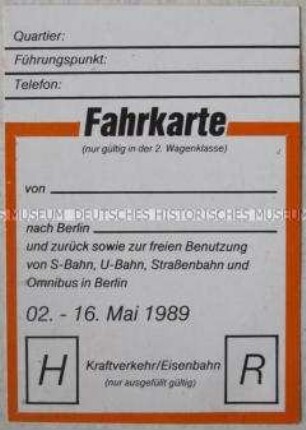 Quartier:
Führungspunkt:
Telefon:
Fahrkarte
(nur gültig in der 2. Wagenklasse)
von
MUSEUM DEUTSCHES HISTORISCHES MUSEUM
nach Berlin
und zurück sowie zur freien Benutzung
von S-Bahn, U-Bahn, Straßenbahn und
Omnibus in Berlin
02. - 16. Mai 1989
H
Kraftverkehr/Eisenbahn
(nur ausgefüllt gültig)
R